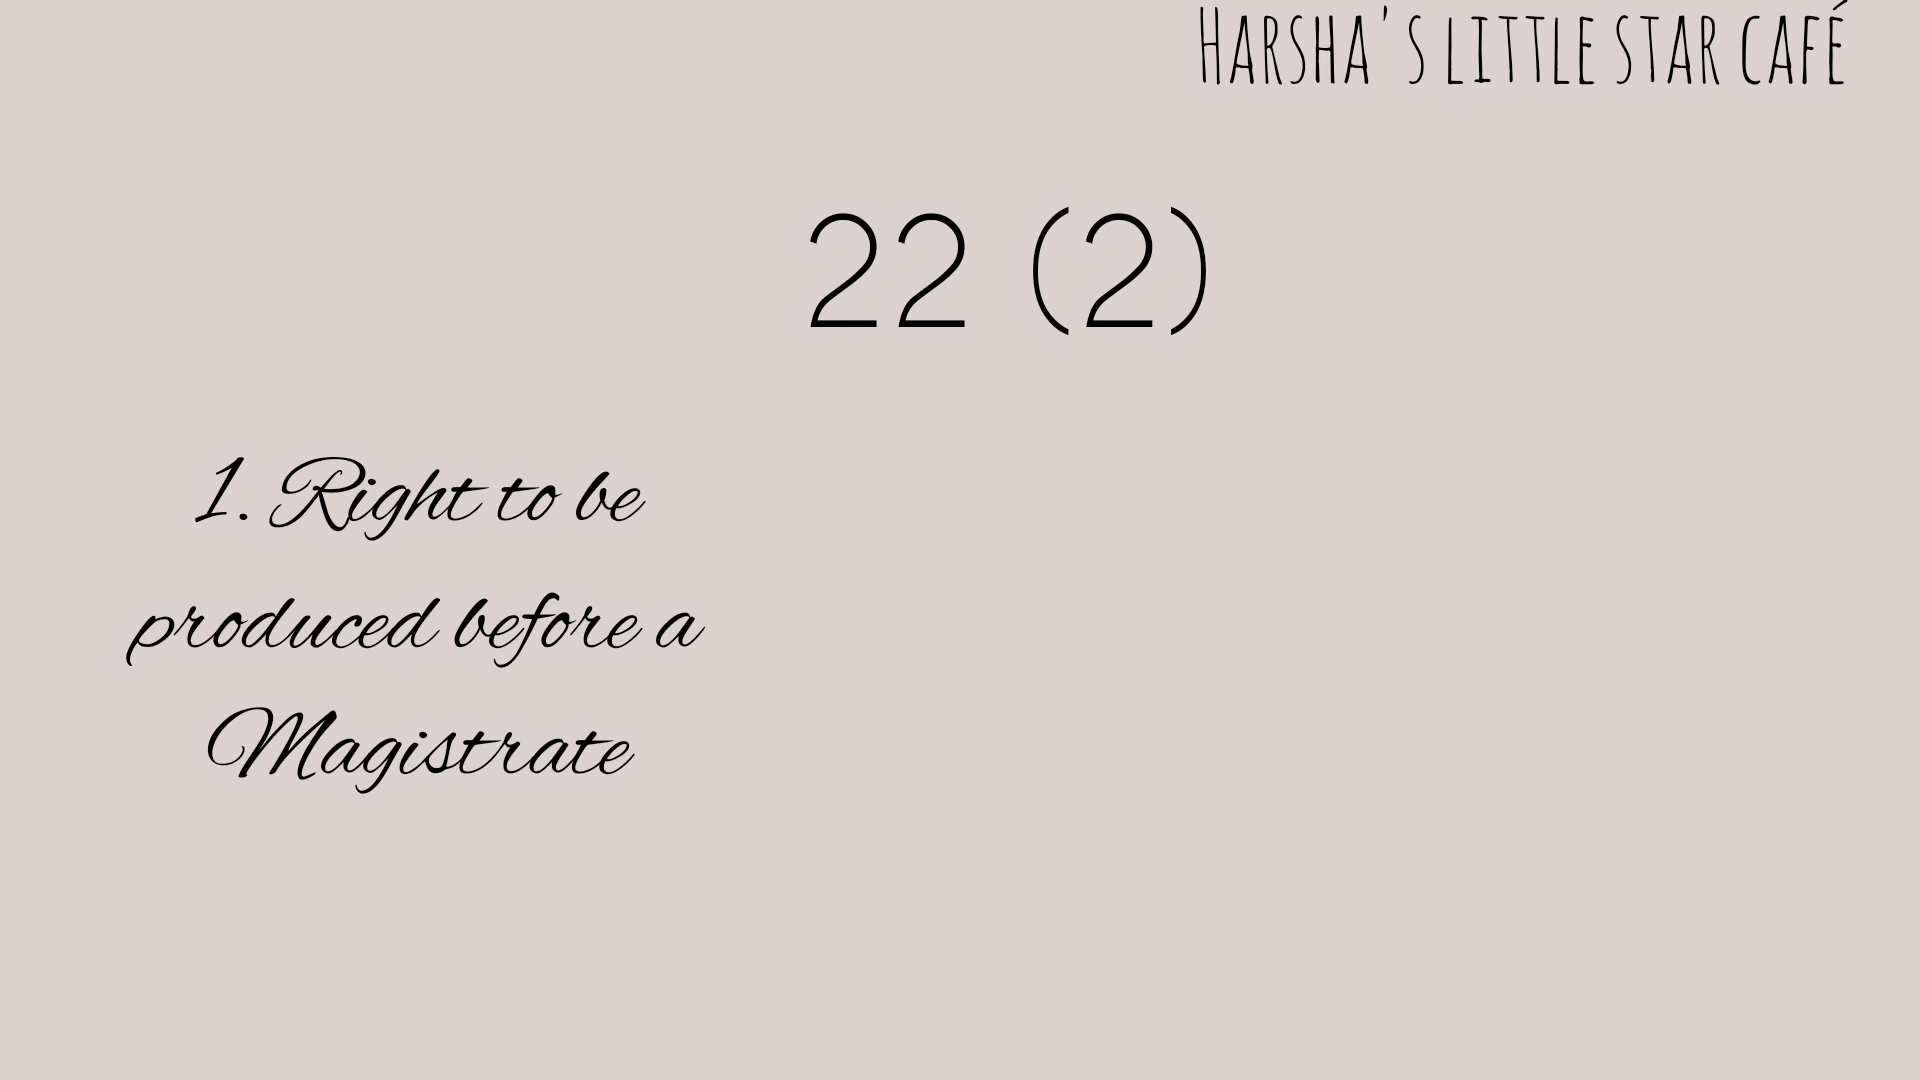 Harsha's little star café
22 (2)
1. Right to be
produced before a
Magistrate